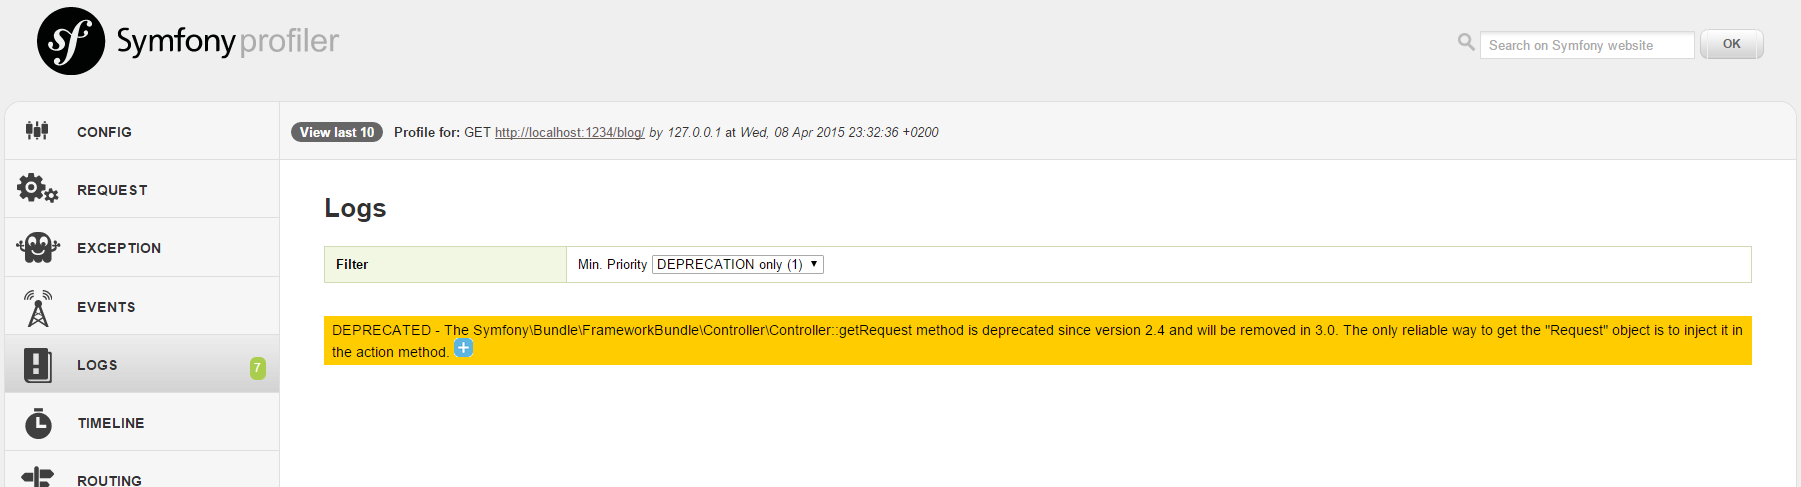 sf Symfony profiler
Search on Symfony website OK
CONFIG
View last 10 Profile for: GET http://localhost:1234/blog/ by 127.0.0.1 at Wed, 08 Apr 2015 23:32:36 +0200
REQUEST
Logs
EXCEPTION
Filter Min. Priority DEPRECATION only (1)
EVENTS
DEPRECATED - The Symfony\Bundle\FrameworkBundle\Controller\Controller::getRequest method is deprecated since version 2.4 and will be removed in 3.0. The only reliable way to get the "Request" object is to inject it in
the action method.
LOGS 7
TIMELINE
ROUTING